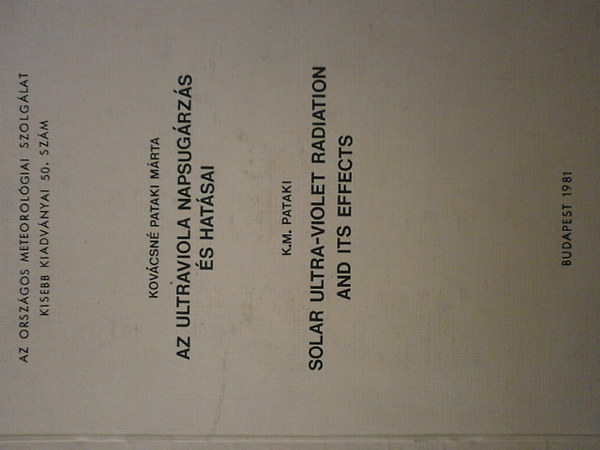 AZ ORSZÁGOS METEOROLÓGIAI SZOLGÁLAT
KISEBB KIADVÁNYAI 50. SZÁM
KOVÁCSNÉ PATAKI MÁRTA
AZ ULTRAVIOLA NAPSUGÁRZÁS
ÉS HATÁSAI
K.M. PATAKI
SOLAR ULTRA-VIOLET RADIATION
AND ITS EFFECTS
BUDAPEST 1981